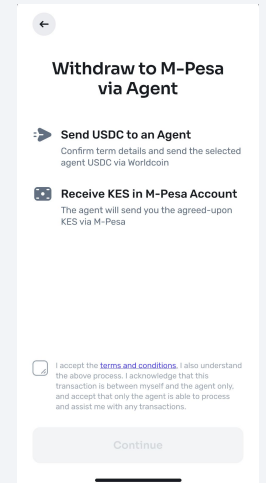 Withdraw to M-Pesa
via Agent
Send USDC to an Agent
Confirm term details and send the selected
agent USDC via Worldcoin
Receive KES in M-Pesa Account
The agent will send you the agreed-upon
KES via M-Pesa
I accept the terms and conditions, I also understand
the above process. I acknowledge that this
transaction is between myself and the agent only,
and accept that only the agent is able to process
and assist me with any transactions.
Continue